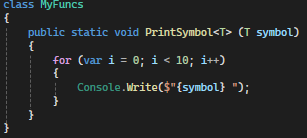 class MyFuncs
{
    public static void PrintSymbol<T> (T symbol)
    {
        for (var i = 0; i < 10; i++)
        {
            Console.Write($"{symbol} ");
        }
    }
}